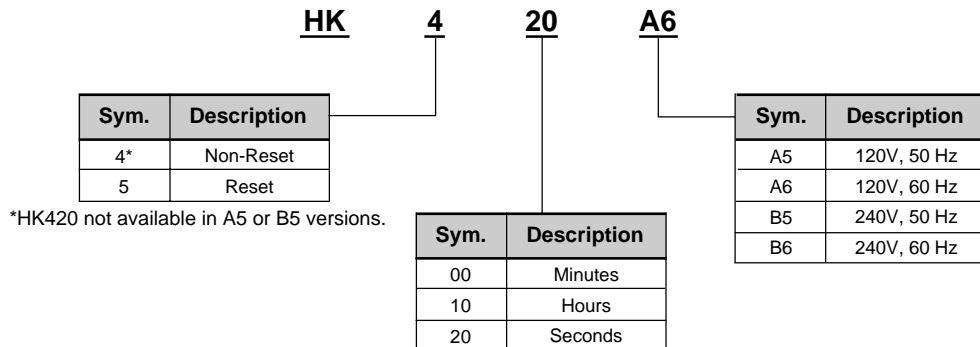 HK 4 20 A6
Sym. Description
4* Non-Reset
5 Reset
*HK420 not available in A5 or B5 versions.
Sym. Description
00 Minutes
10 Hours
20 Seconds
Sym. Description
A5 120V, 50 Hz
A6 120V, 60 Hz
B5 240V, 50 Hz
B6 240V, 60 Hz